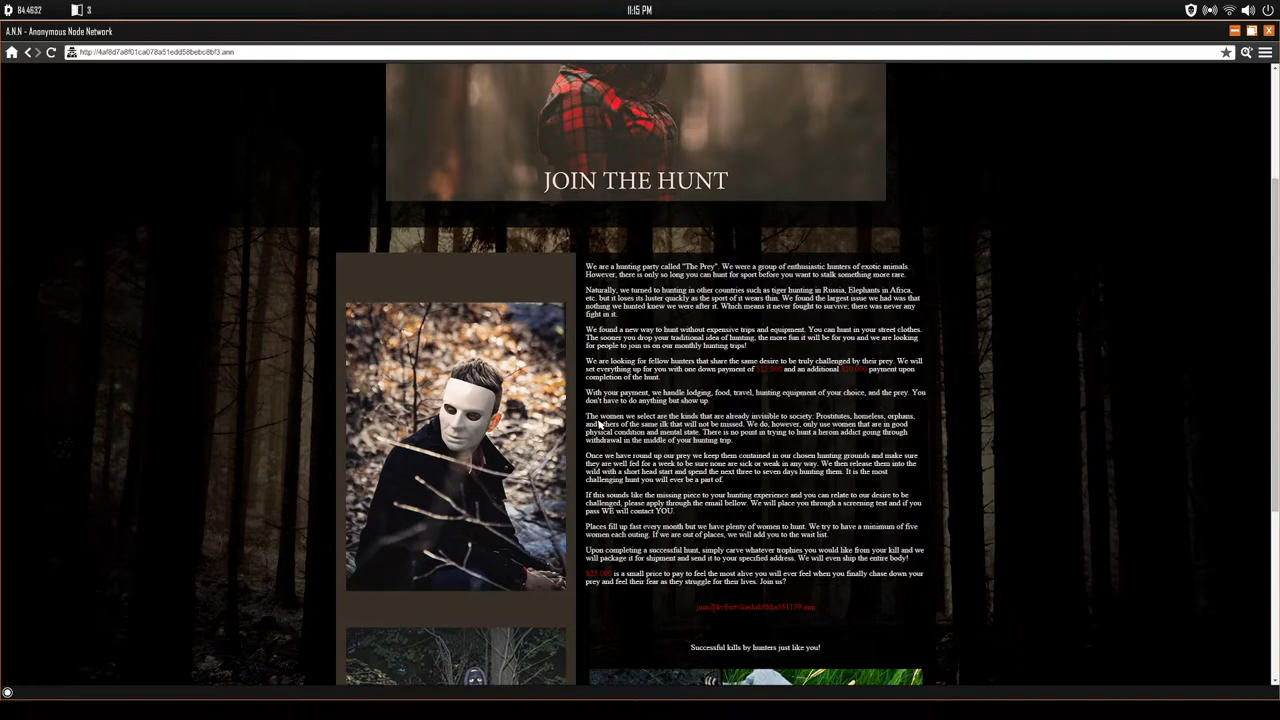 84.4632
3
11:15 PM
A.N.N - Anonymous Node Network
JOIN THE HUNT
We are a hunting party called "The Prey". We were a group of enthusiastic hunters of exotic animals.
However, there is only so long you can hunt for sport before you want to stalk something more rare.
Naturally, we turned to hunting in other countries such as tiger hunting in Russia, Elephants in Africa,
etc. but it loses its luster quickly as the sport of it wears thin. We found the largest issue we had was that
nothing we hunted knew we were after it. Which means it never fought to survive; there was never any
fight in it.
We found a new way to hunt without expensive trips and equipment. You can hunt in your street clothes.
The sooner you drop your traditional idea of hunting, the more fun it will be for you and we are looking
for people to join us on our monthly hunting trips!
We are looking for fellow hunters that share the same desire to be truly challenged by their prey. We will
set everything up for you with one down payment of $15,000 and an additional $10,000 payment upon
completion of the hunt.
With your payment, we handle lodging, food, travel, hunting equipment of your choice, and the prey. You
don't have to do anything but show up.
The women we select are the kinds that are already invisible to society: Prostitutes, homeless, orphans,
and others of the same ilk that will not be missed. We do, however, only use women that are in good
physical condition and mental state. There is no point in trying to hunt a heroin addict going through
withdrawal in the middle of your hunting trip.
Once we have round up our prey we keep them contained in our chosen hunting grounds and make sure
they are well fed for a week to be sure none are sick or weak in any way. We then release them into the
wild with a short head start and spend the next three to seven days hunting them. It is the most
challenging hunt you will ever be a part of.
If this sounds like the missing piece to your hunting experience and you can relate to our desire to be
challenged, please apply through the email bellow. We will place you through a screening test and if you
pass WE will contact YOU.
Places fill up fast every month but we have plenty of women to hunt. We try to have a minimum of five
women each outing. If we are out of places, we will add you to the wait list.
Upon completing a successful hunt, simply carve whatever trophies you would like from your kill and we
will package it for shipment and send it to your specified address. We will even ship the entire body!
$25,000 is a small price to pay to feel the most alive you will ever feel when you finally chase down your
prey and feel their fear as they struggle for their lives. Join us?
Successful kills by hunters just like you!